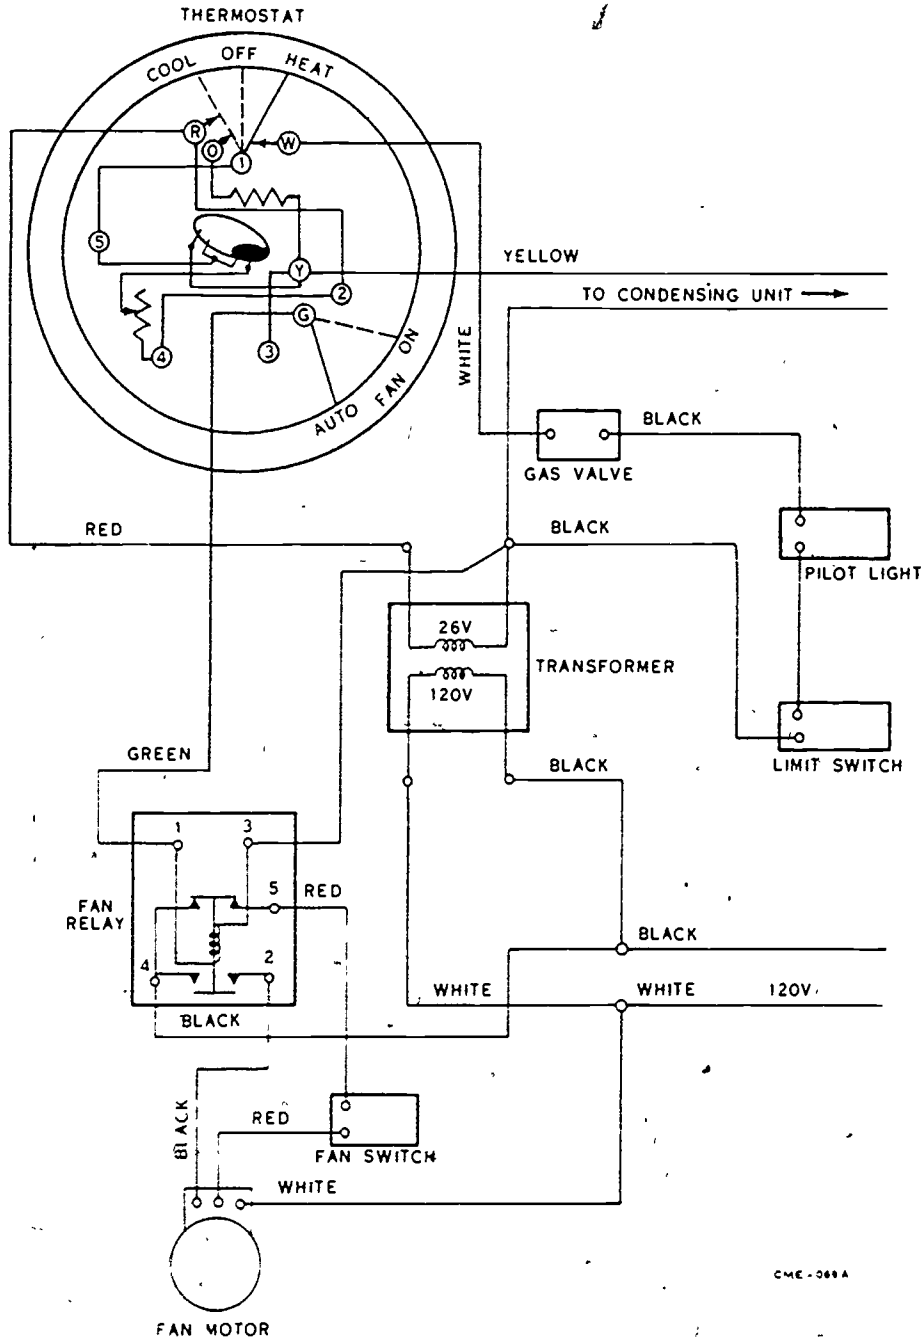 THERMOSTAT
COOL OFF HEAT
R
O
1
W
5
Y
2
G
3
4
AUTO FAN ON
YELLOW
TO CONDENSING UNIT
WHITE
BLACK
GAS VALVE
RED
BLACK
PILOT LIGHT
26V
TRANSFORMER
120V
GREEN
BLACK
LIMIT SWITCH
1 3
5 RED
FAN
RELAY
4 2
BLACK
BLACK
WHITE WHITE 120V
BLACK
RED
FAN SWITCH
WHITE
FAN MOTOR